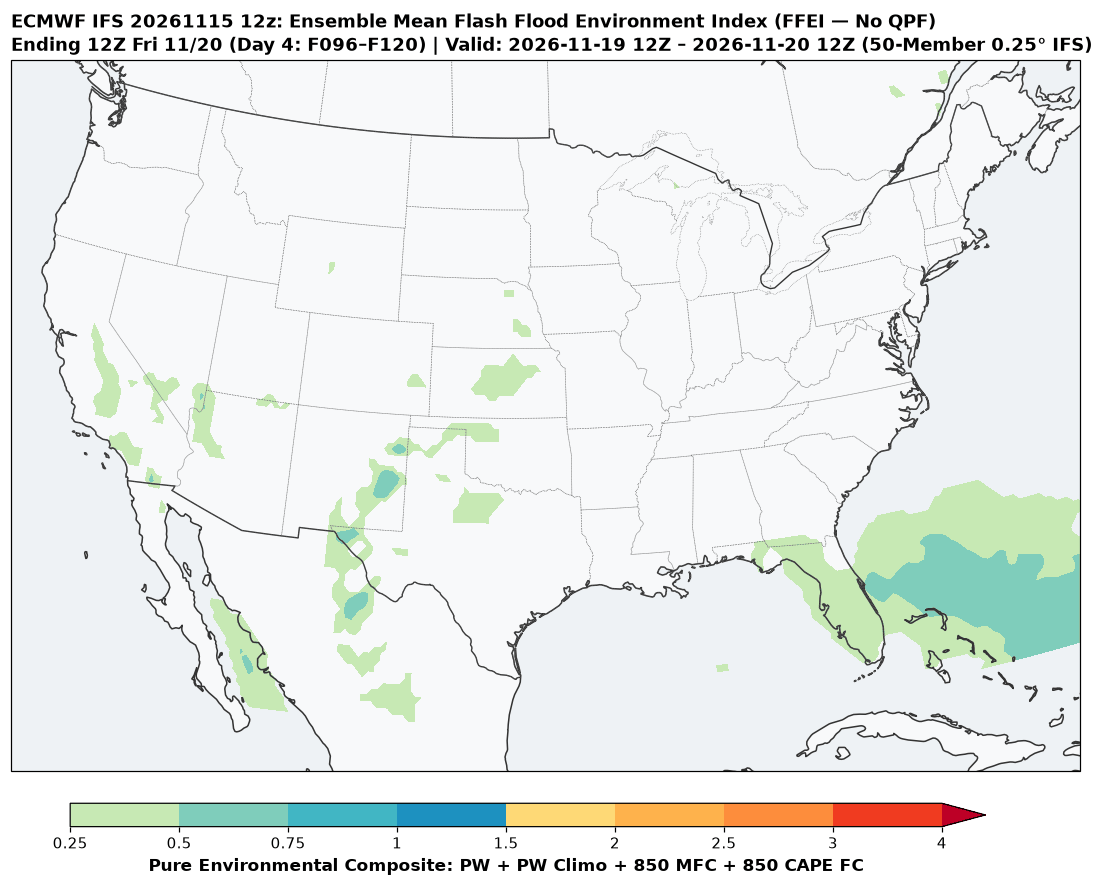 ECMWF IFS 20261115 12z: Ensemble Mean Flash Flood Environment Index (FFEI — No QPF)
Ending 12Z Fri 11/20 (Day 4: F096–F120) | Valid: 2026-11-19 12Z – 2026-11-20 12Z (50-Member 0.25° IFS)
0.25 0.5 0.75 1 1.5 2 2.5 3 4
Pure Environmental Composite: PW + PW Climo + 850 MFC + 850 CAPE FC